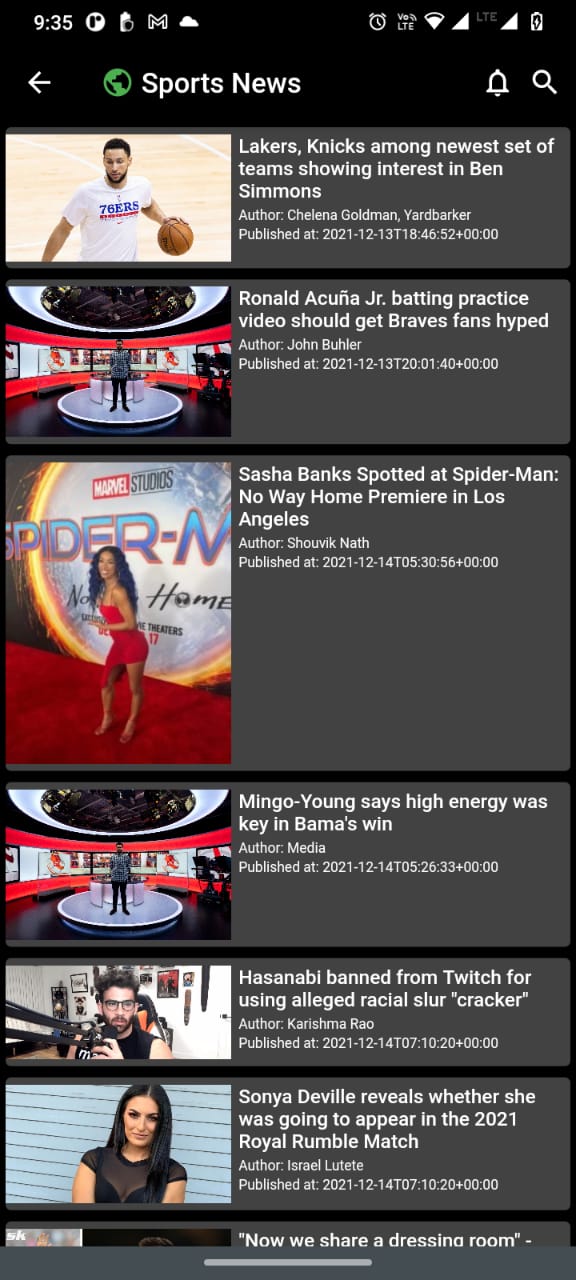 9:35
Vo LTE
LTE
Sports News
76ERS
Lakers, Knicks among newest set of
teams showing interest in Ben
Simmons
Author: Chelena Goldman, Yardbarker
Published at: 2021-12-13T18:46:52+00:00
Ronald Acuña Jr. batting practice
video should get Braves fans hyped
Author: John Buhler
Published at: 2021-12-13T20:01:40+00:00
MARVEL STUDIOS
SPIDER-M
No Home
IE THEATERS
17
Sasha Banks Spotted at Spider-Man:
No Way Home Premiere in Los
Angeles
Author: Shouvik Nath
Published at: 2021-12-14T05:30:56+00:00
Mingo-Young says high energy was
key in Bama's win
Author: Media
Published at: 2021-12-14T05:26:33+00:00
Hasanabi banned from Twitch for
using alleged racial slur "cracker"
Author: Karishma Rao
Published at: 2021-12-14T07:10:20+00:00
Sonya Deville reveals whether she
was going to appear in the 2021
Royal Rumble Match
Author: Israel Lutete
Published at: 2021-12-14T07:10:20+00:00
sk
"Now we share a dressing room" -